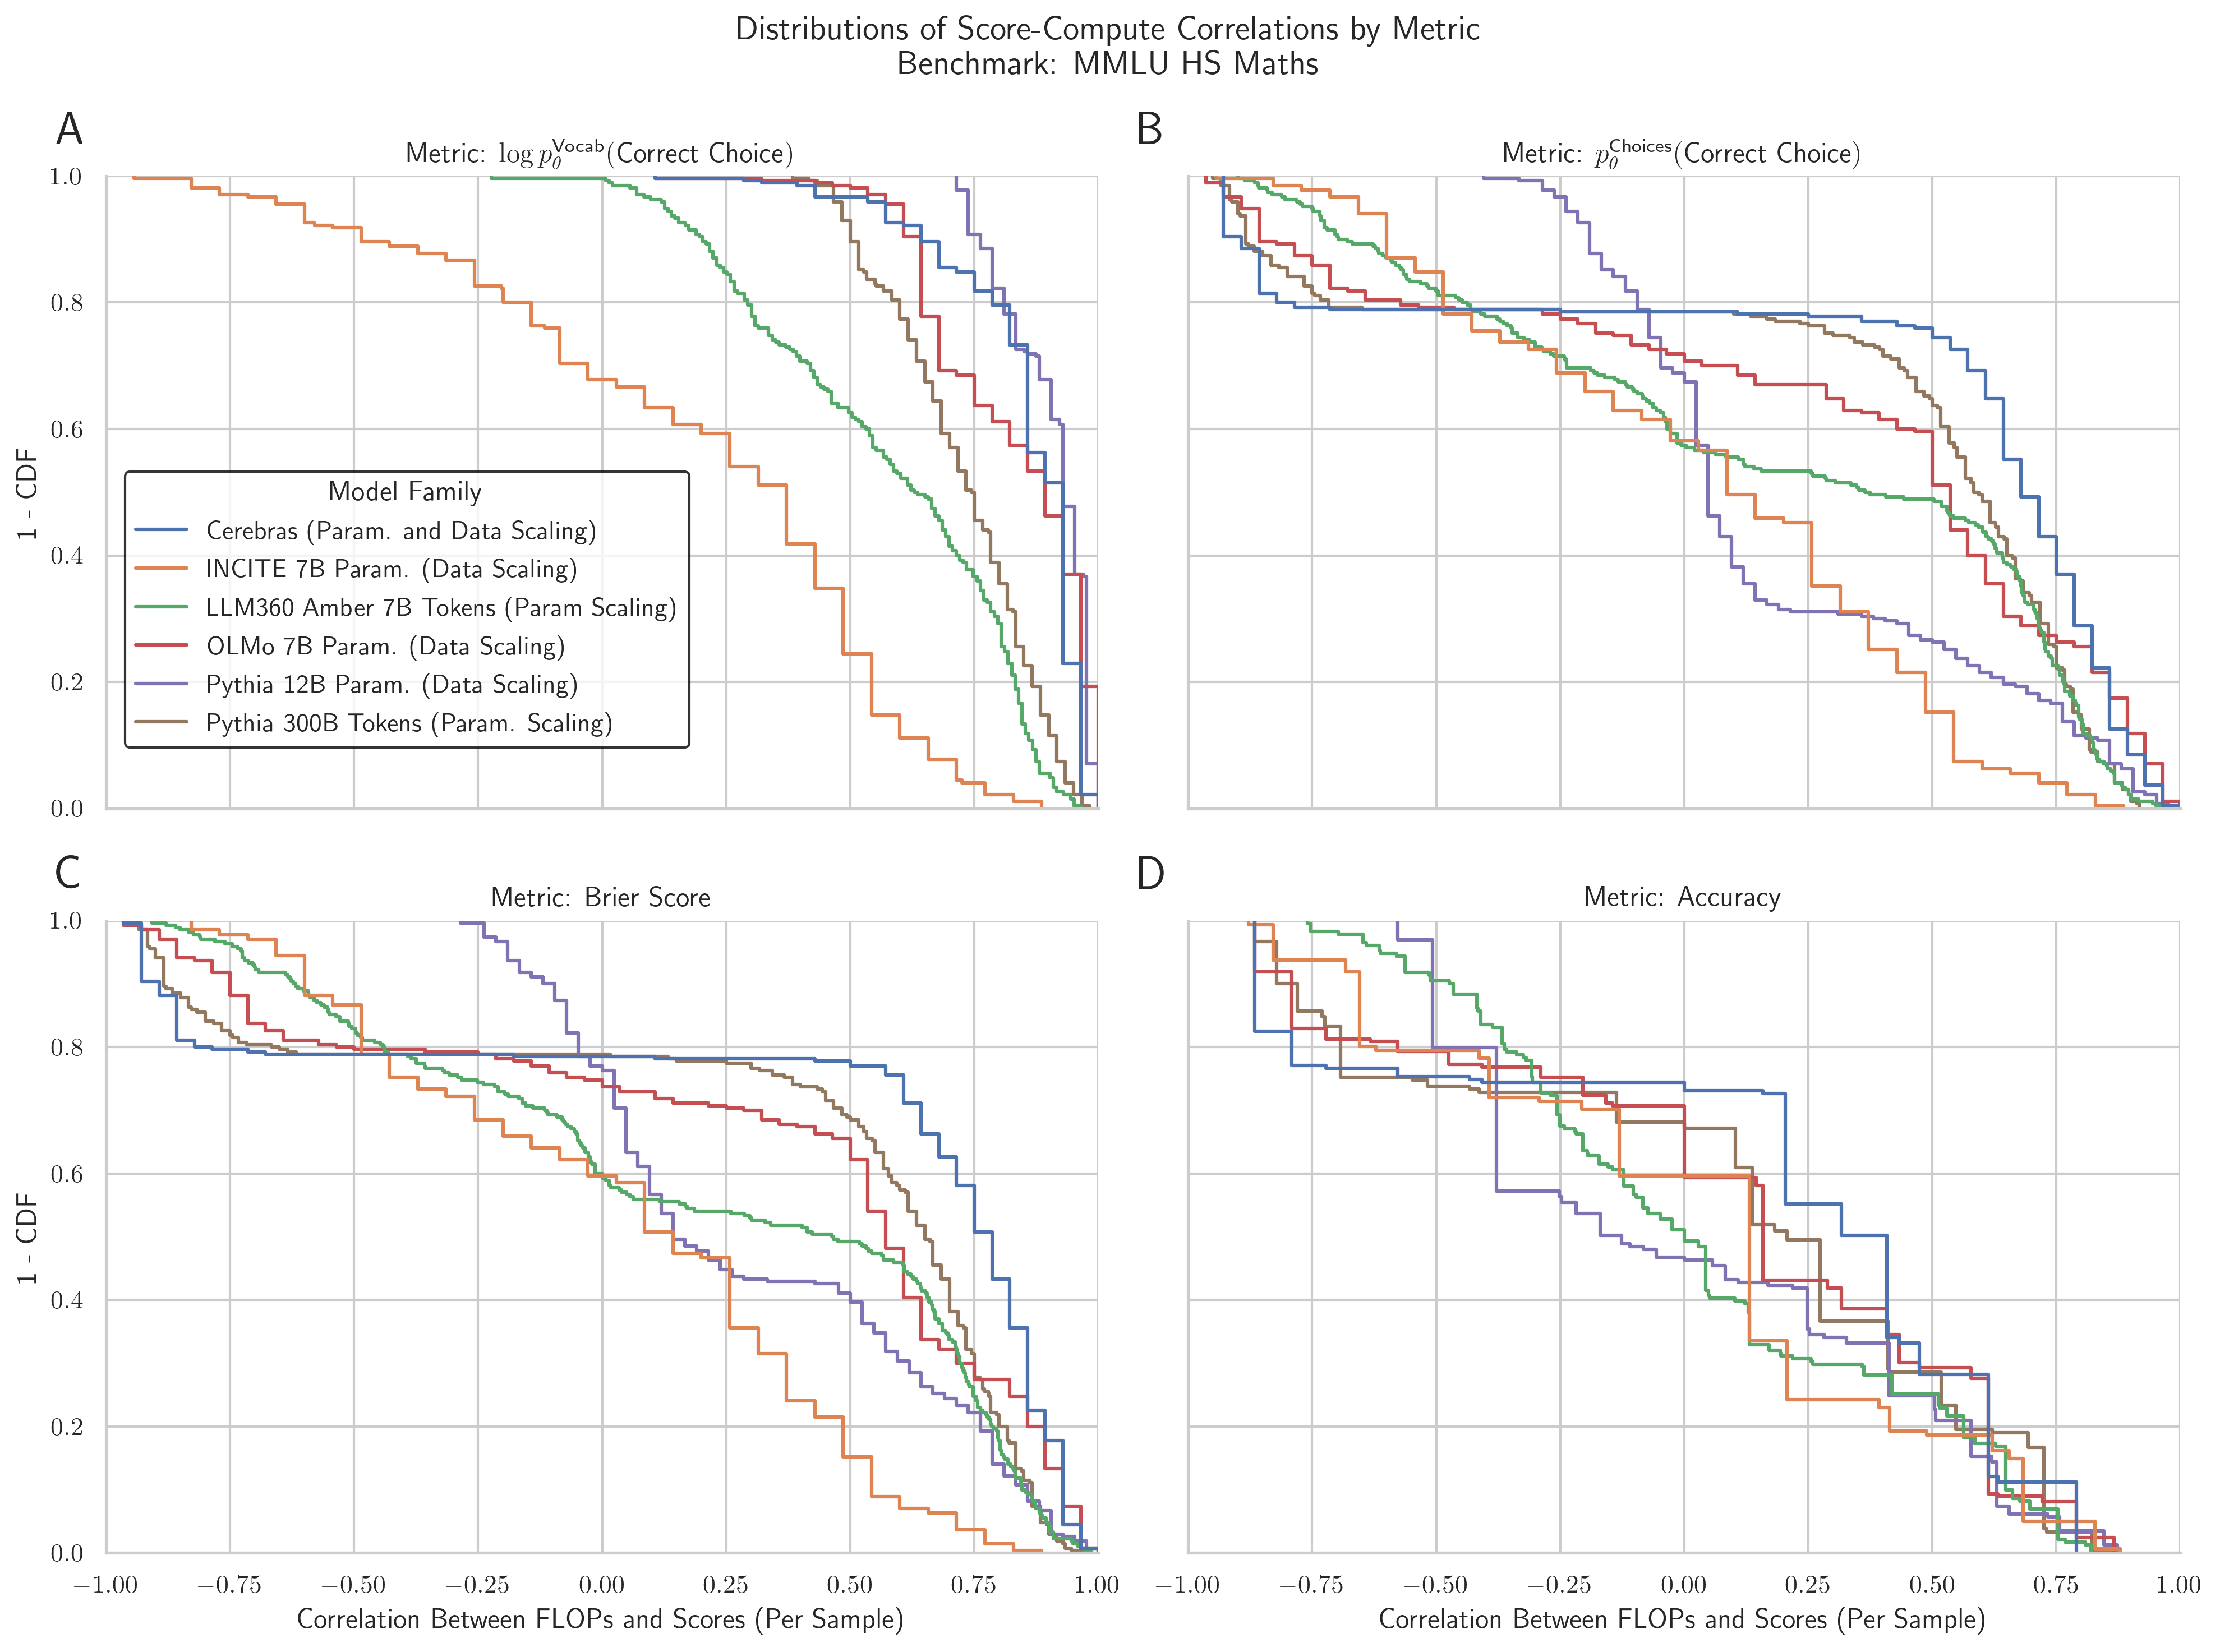 Distributions of Score-Compute Correlations by Metric
Benchmark: MMLU HS Maths
A
Metric: log p_θ^Vocab(Correct Choice)
1.0
0.8
0.6
0.4
0.2
0.0
1 - CDF
Model Family
Cerebras (Param. and Data Scaling)
INCITE 7B Param. (Data Scaling)
LLM360 Amber 7B Tokens (Param Scaling)
OLMo 7B Param. (Data Scaling)
Pythia 12B Param. (Data Scaling)
Pythia 300B Tokens (Param. Scaling)
B
Metric: p_θ^Choices(Correct Choice)
C
Metric: Brier Score
1.0
0.8
0.6
0.4
0.2
0.0
1 - CDF
−1.00 −0.75 −0.50 −0.25 0.00 0.25 0.50 0.75 1.00
Correlation Between FLOPs and Scores (Per Sample)
D
Metric: Accuracy
−1.00 −0.75 −0.50 −0.25 0.00 0.25 0.50 0.75 1.00
Correlation Between FLOPs and Scores (Per Sample)